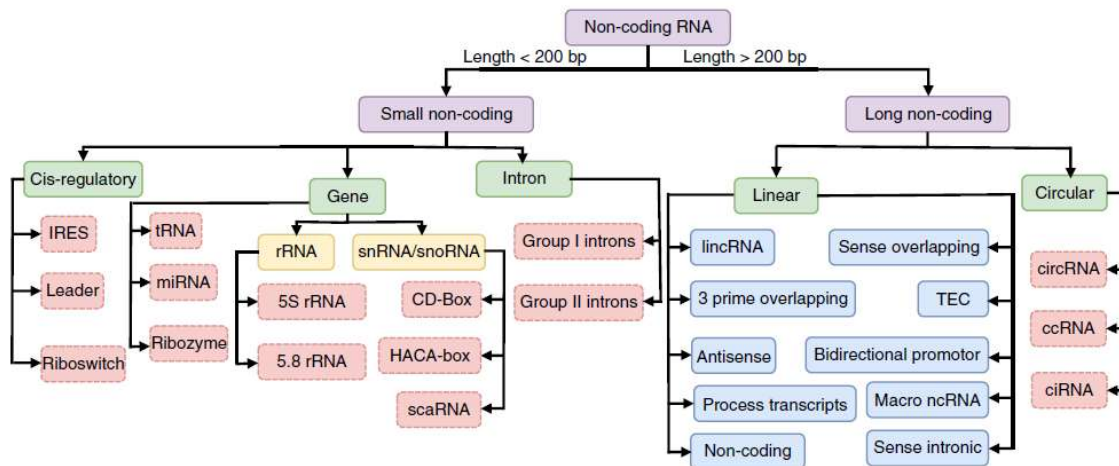 Non-coding RNA
Length < 200 bp
Length > 200 bp
Small non-coding
Long non-coding
Cis-regulatory
Gene
Intron
Linear
Circular
IRES
Leader
Riboswitch
tRNA
miRNA
Ribozyme
rRNA
snRNA/snoRNA
5S rRNA
5.8 rRNA
CD-Box
HACA-box
scaRNA
Group I introns
Group II introns
lincRNA
3 prime overlapping
Antisense
Process transcripts
Non-coding
Sense overlapping
TEC
Bidirectional promotor
Macro ncRNA
Sense intronic
circRNA
ccRNA
ciRNA